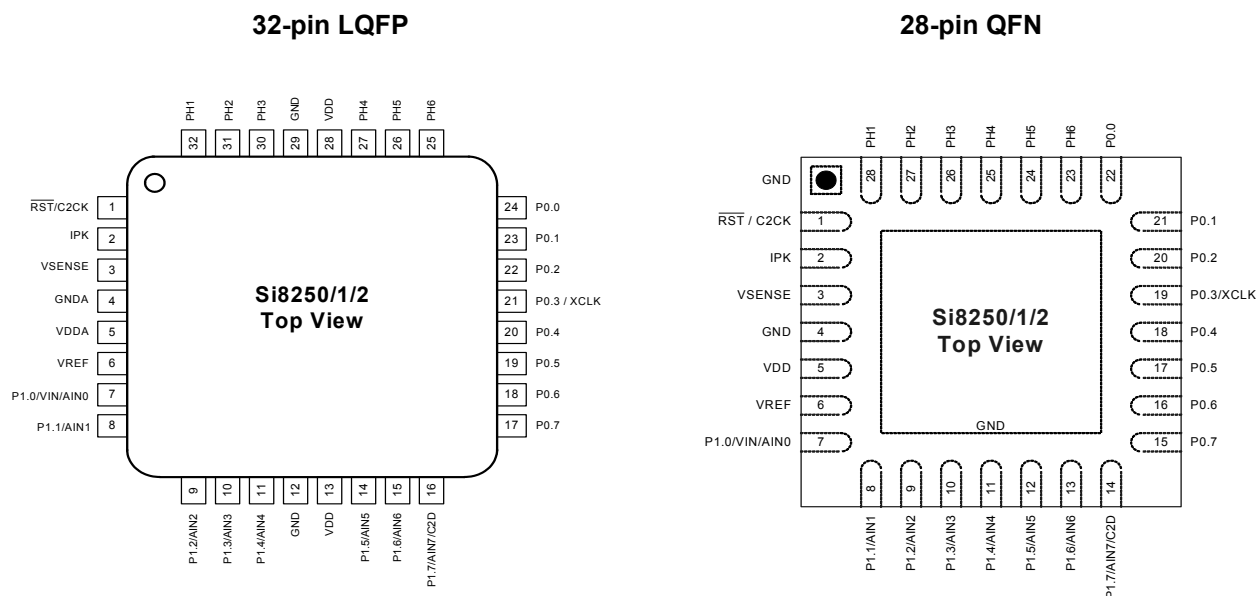 32-pin LQFP
PH1
PH2
PH3
GND
VDD
PH4
PH5
PH6
32
31
30
29
28
27
26
25
RST/C2CK 1
IPK 2
VSENSE 3
GNDA 4
VDDA 5
VREF 6
P1.0/VIN/AIN0 7
P1.1/AIN1 8
Si8250/1/2
Top View
24 P0.0
23 P0.1
22 P0.2
21 P0.3 / XCLK
20 P0.4
19 P0.5
18 P0.6
17 P0.7
9
10
11
12
13
14
15
16
P1.2/AIN2
P1.3/AIN3
P1.4/AIN4
GND
VDD
P1.5/AIN5
P1.6/AIN6
P1.7/AIN7/C2D
28-pin QFN
PH1
PH2
PH3
PH4
PH5
PH6
P0.0
28
27
26
25
24
23
22
GND
RST / C2CK 1
IPK 2
VSENSE 3
GND 4
VDD 5
VREF 6
P1.0/VIN/AIN0 7
Si8250/1/2
Top View
GND
21 P0.1
20 P0.2
19 P0.3/XCLK
18 P0.4
17 P0.5
16 P0.6
15 P0.7
8
9
10
11
12
13
14
P1.1/AIN1
P1.2/AIN2
P1.3/AIN3
P1.4/AIN4
P1.5/AIN5
P1.6/AIN6
P1.7/AIN7/C2D